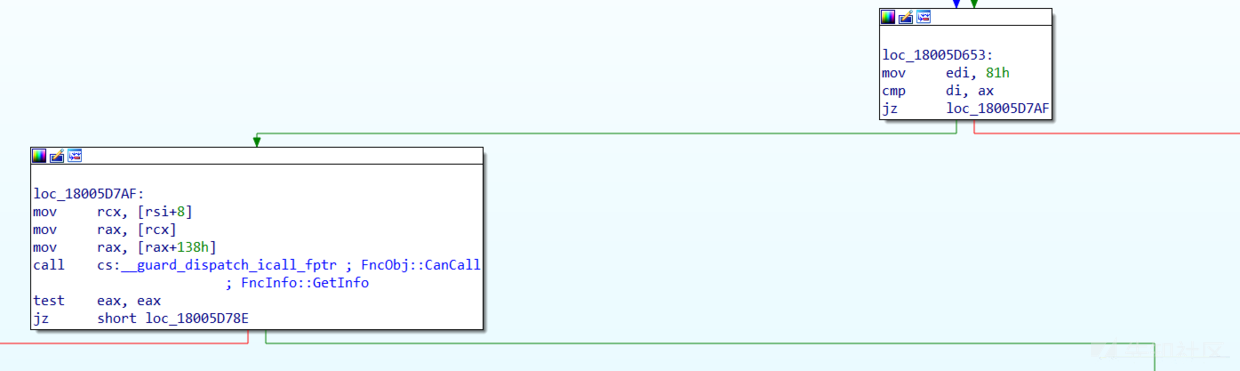 loc_18005D653:
mov edi, 81h
cmp di, ax
jz loc_18005D7AF
loc_18005D7AF:
mov rcx, [rsi+8]
mov rax, [rcx]
mov rax, [rax+138h]
call cs:__guard_dispatch_icall_fptr ; FncObj::CanCall
; FncInfo::GetInfo
test eax, eax
jz short loc_18005D78E